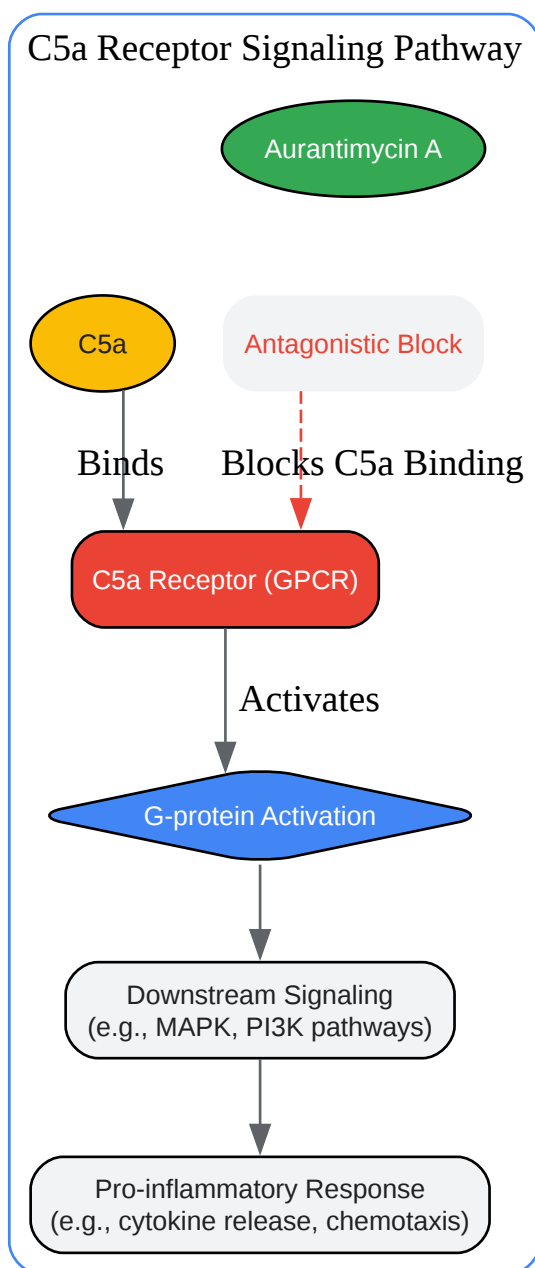 C5a Receptor Signaling Pathway
Aurantimycin A
C5a
Antagonistic Block
Binds
Blocks C5a Binding
C5a Receptor (GPCR)
Activates
G-protein Activation
Downstream Signaling
(e.g., MAPK, PI3K pathways)
Pro-inflammatory Response
(e.g., cytokine release, chemotaxis)